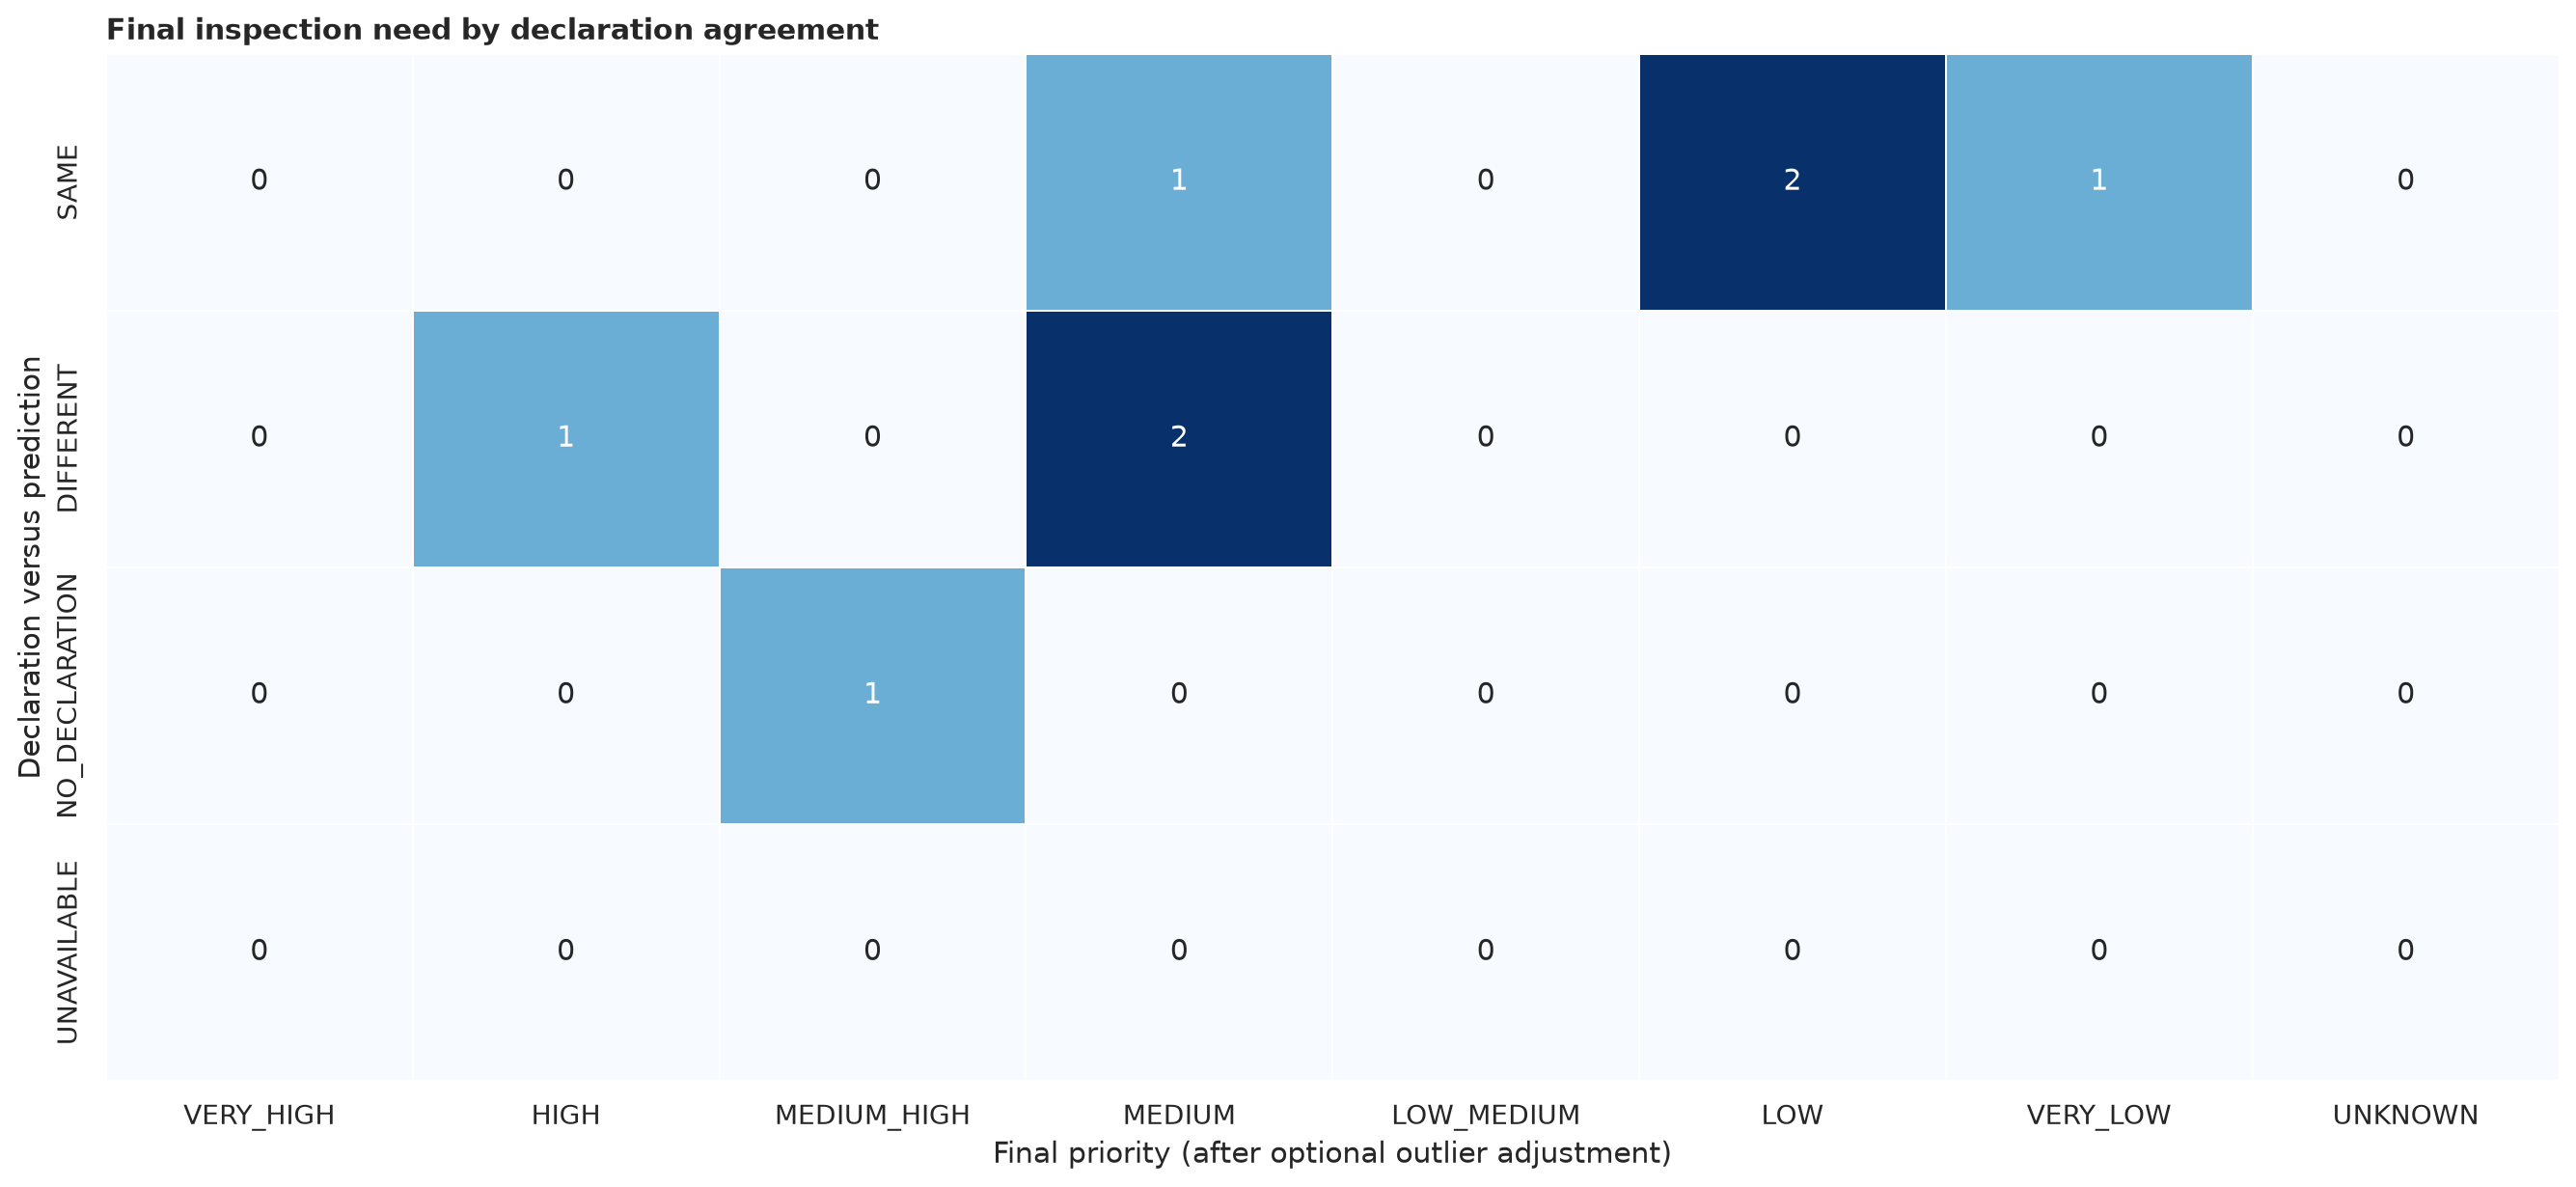 Final inspection need by declaration agreement
Declaration versus prediction
SAME
0 0 0 1 0 2 1 0
DIFFERENT
0 1 0 2 0 0 0 0
NO_DECLARATION
0 0 1 0 0 0 0 0
UNAVAILABLE
0 0 0 0 0 0 0 0
VERY_HIGH HIGH MEDIUM_HIGH MEDIUM LOW_MEDIUM LOW VERY_LOW UNKNOWN
Final priority (after optional outlier adjustment)